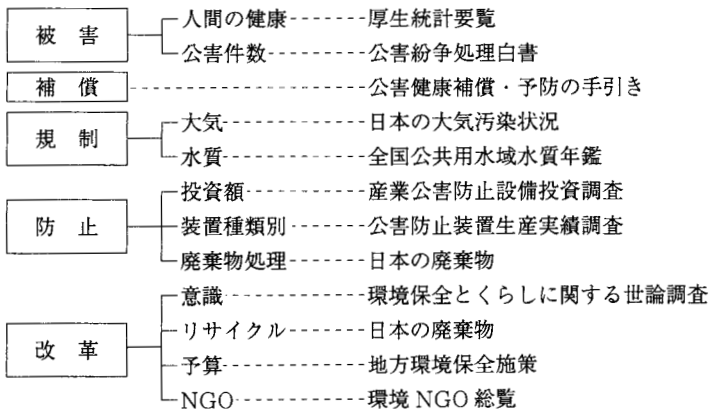 被害
人間の健康 厚生統計要覧
公害件数 公害紛争処理白書
補償 公害健康補償・予防の手引き
規制
大気 日本の大気汚染状況
水質 全国公共用水域水質年鑑
防止
投資額 産業公害防止設備投資調査
装置種類別 公害防止装置生産実績調査
廃棄物処理 日本の廃棄物
改革
意識 環境保全とくらしに関する世論調査
リサイクル 日本の廃棄物
予算 地方環境保全施策
NGO 環境 NGO 総覧